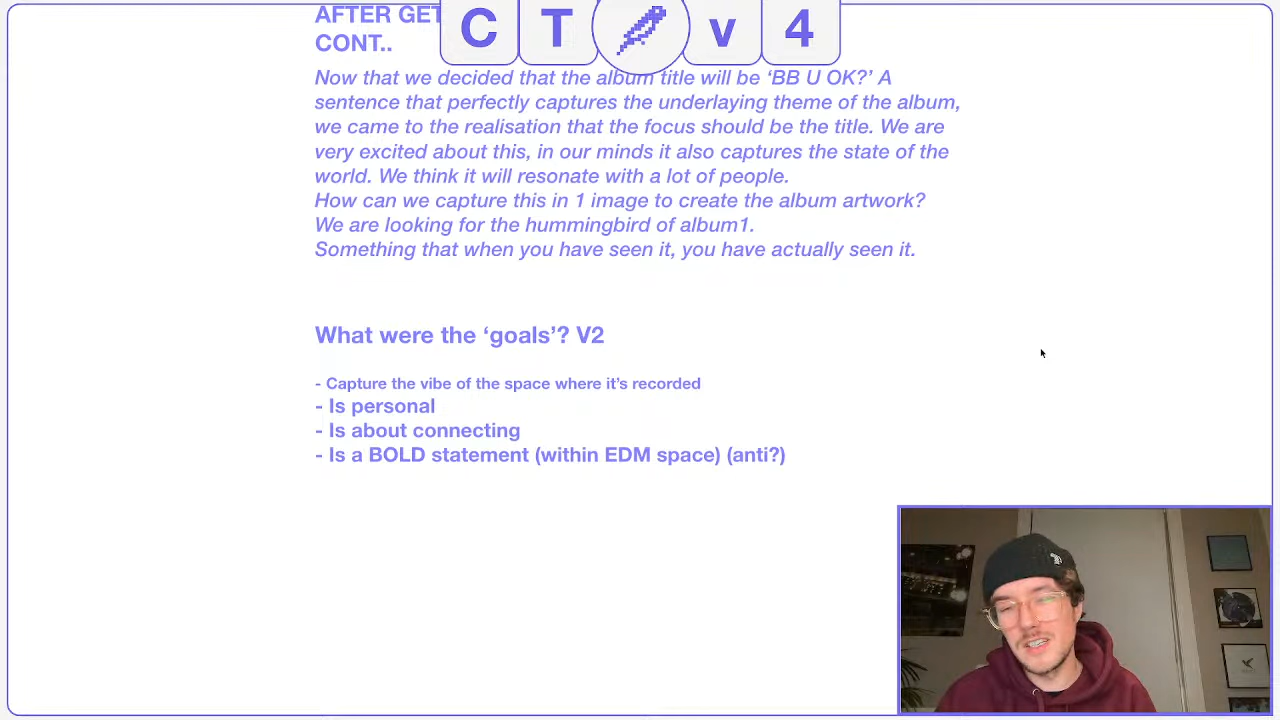 AFTER GET
CONT..
C T v 4
Now that we decided that the album title will be ‘BB U OK?’ A
sentence that perfectly captures the underlaying theme of the album,
we came to the realisation that the focus should be the title. We are
very excited about this, in our minds it also captures the state of the
world. We think it will resonate with a lot of people.
How can we capture this in 1 image to create the album artwork?
We are looking for the hummingbird of album1.
Something that when you have seen it, you have actually seen it.
What were the ‘goals’? V2
- Capture the vibe of the space where it’s recorded
- Is personal
- Is about connecting
- Is a BOLD statement (within EDM space) (anti?)